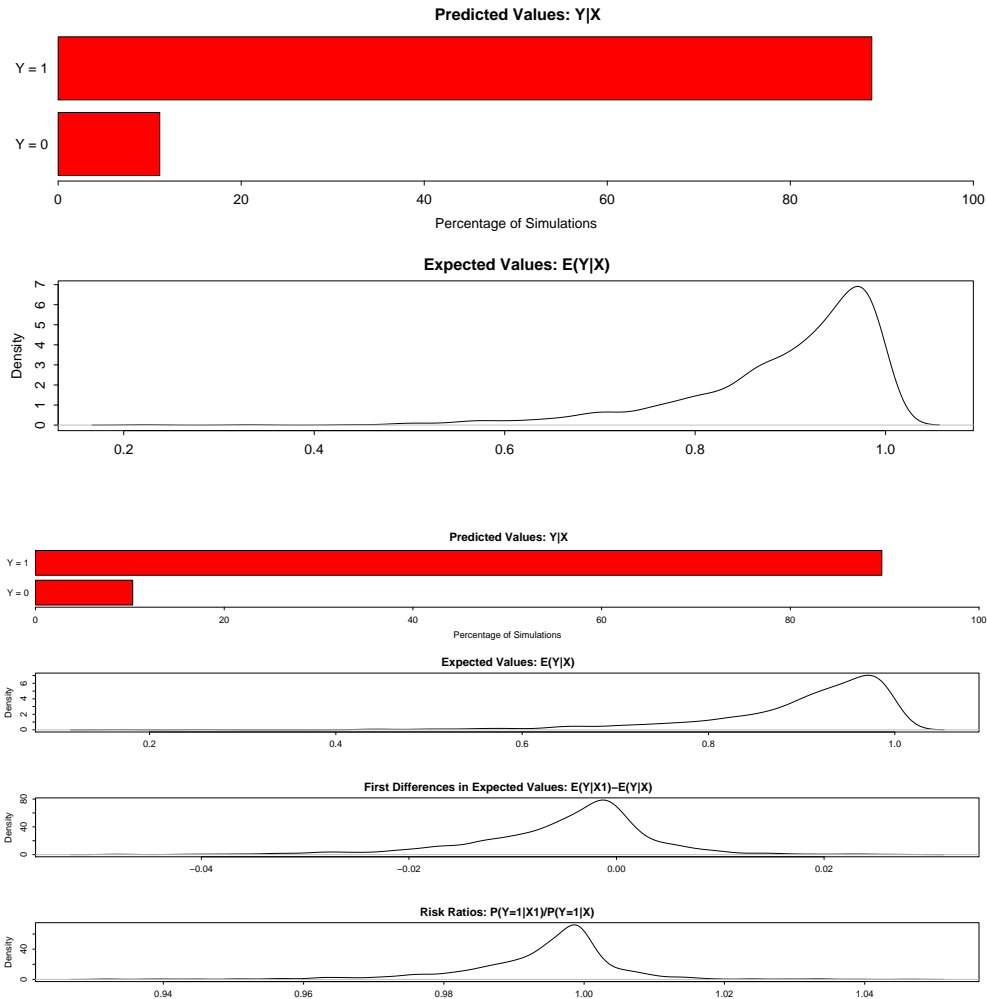 Predicted Values: Y|X
Y = 1
Y = 0
0 20 40 60 80 100
Percentage of Simulations
Expected Values: E(Y|X)
Density
0 1 2 3 4 5 6 7
0.2 0.4 0.6 0.8 1.0
Predicted Values: Y|X
Y = 1
Y = 0
0 20 40 60 80 100
Percentage of Simulations
Expected Values: E(Y|X)
Density
0 2 4 6
0.2 0.4 0.6 0.8 1.0
First Differences in Expected Values: E(Y|X1)−E(Y|X)
Density
0 40 80
−0.04 −0.02 0.00 0.02
Risk Ratios: P(Y=1|X1)/P(Y=1|X)
Density
0 40
0.94 0.96 0.98 1.00 1.02 1.04